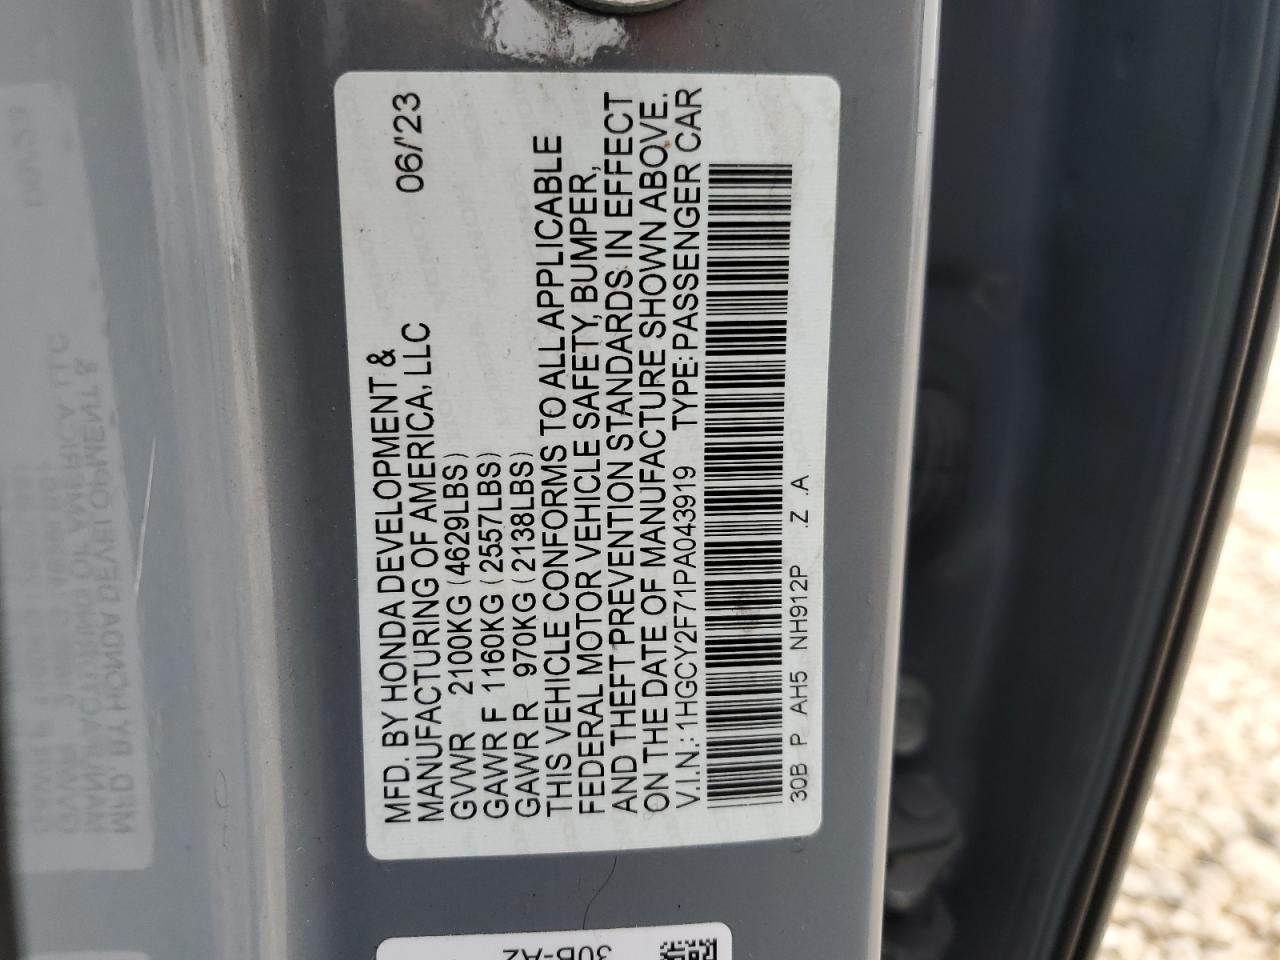 MFD. BY HONDA DEVELOPMENT & 06/'23
MANUFACTURING OF AMERICA, LLC
GVWR 2100KG (4629LBS)
GAWR F 1160KG (2557LBS)
GAWR R 970KG (2138LBS)
THIS VEHICLE CONFORMS TO ALL APPLICABLE
FEDERAL MOTOR VEHICLE SAFETY, BUMPER,
AND THEFT PREVENTION STANDARDS IN EFFECT
ON THE DATE OF MANUFACTURE SHOWN ABOVE.
V.I.N.: 1HGCY2F71PA043919 TYPE: PASSENGER CAR
30B P AH5 NH912P .Z .A
30B-A2